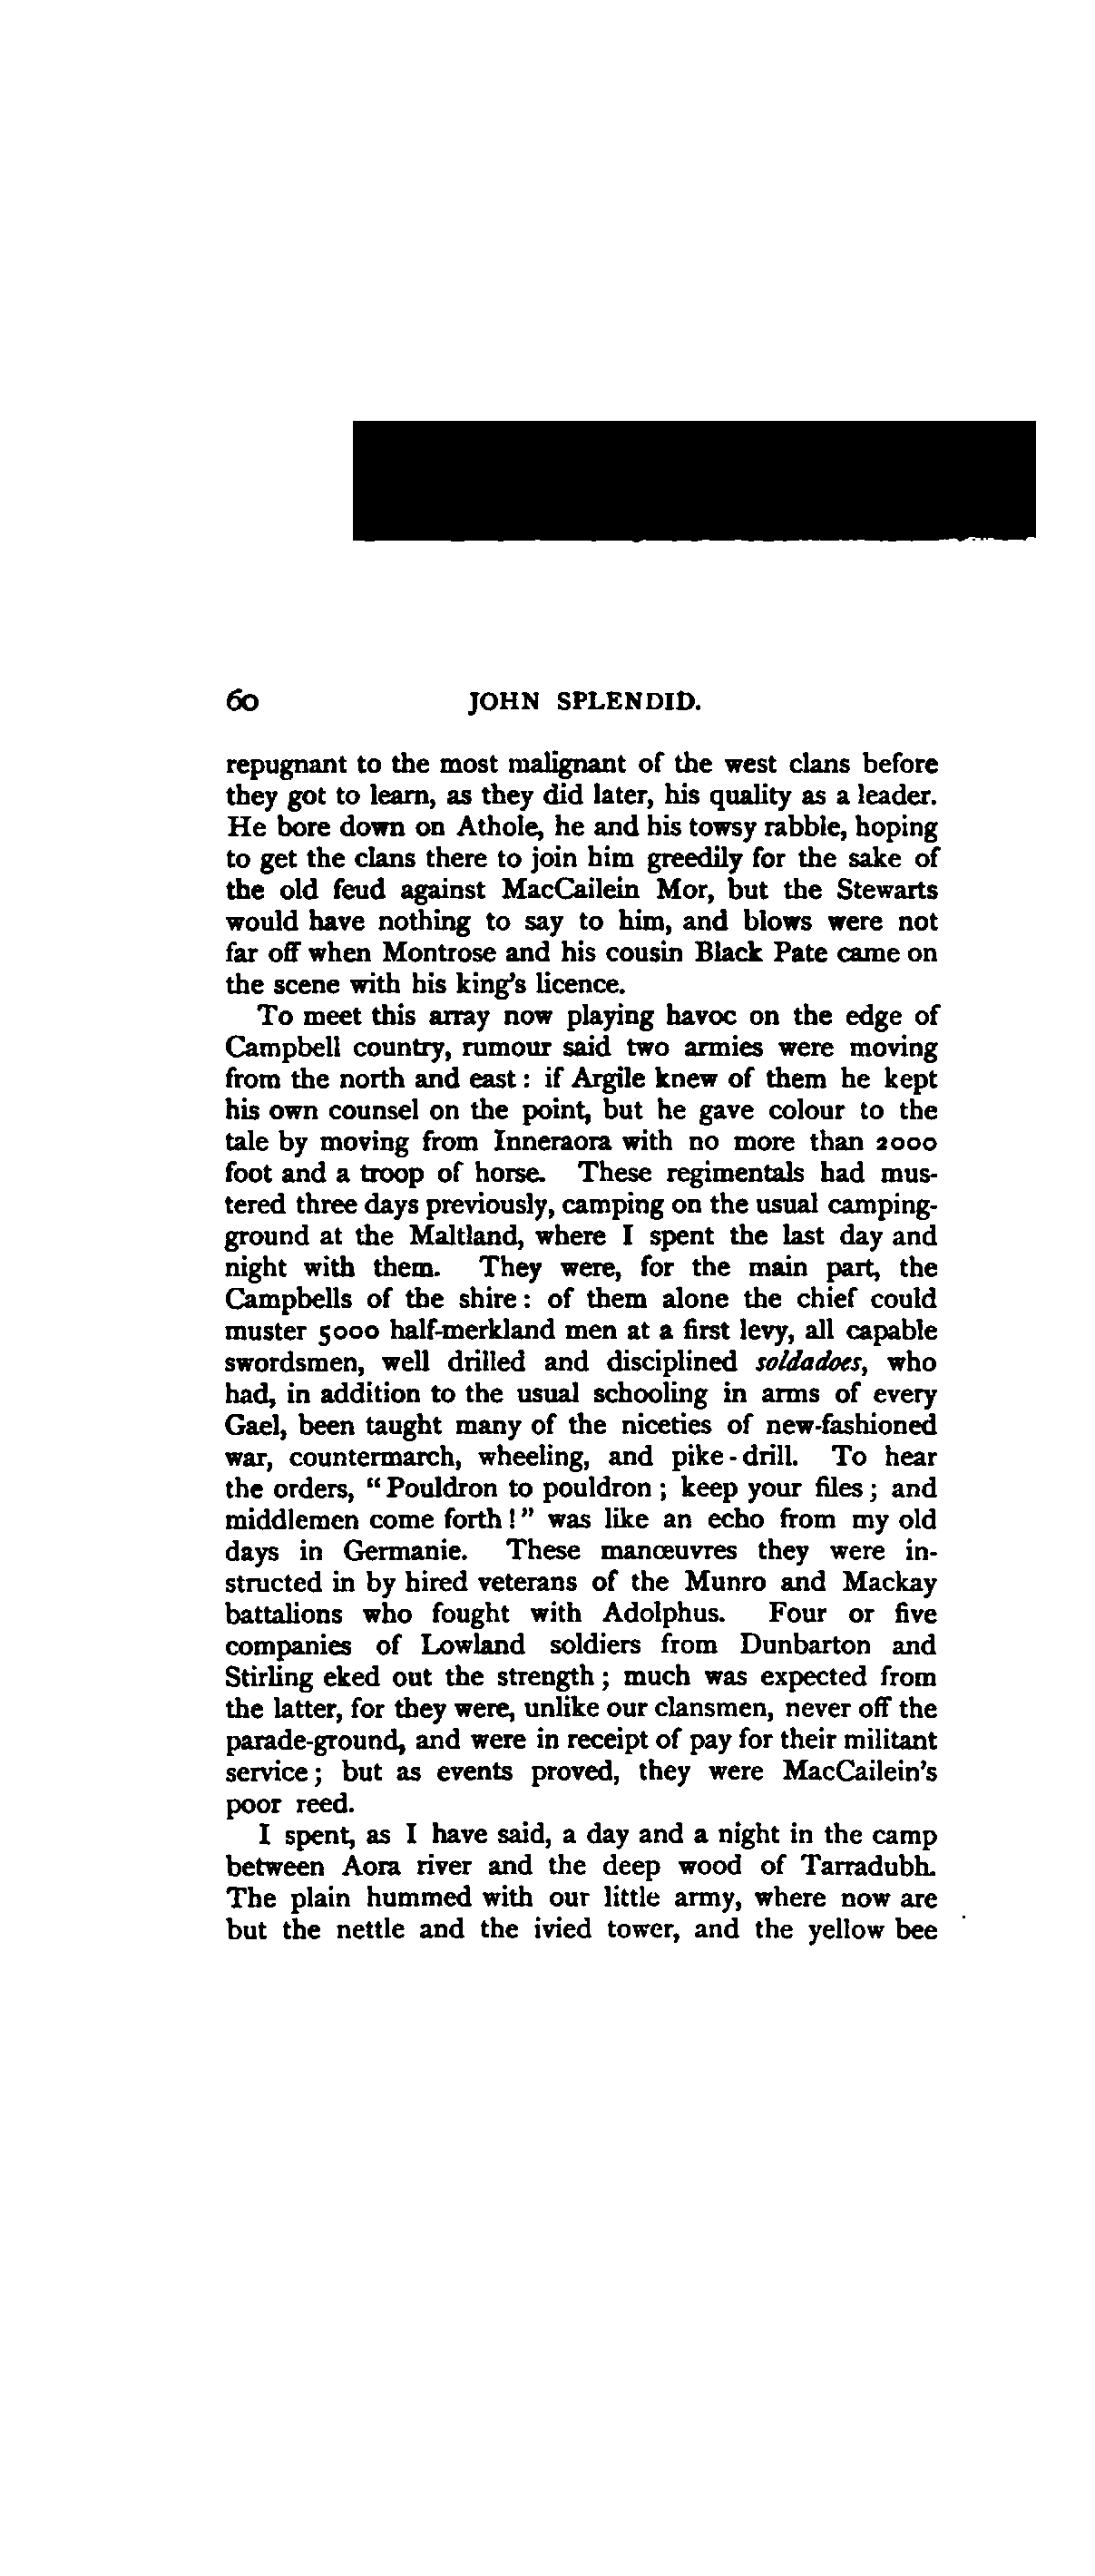 60 JOHN SPLENDID.
repugnant to the most malignant of the west clans before
they got to learn, as they did later, his quality as a leader.
He bore down on Athole, he and his towsy rabble, hoping
to get the clans there to join him greedily for the sake of
the old feud against MacCailein Mor, but the Stewarts
would have nothing to say to him, and blows were not
far off when Montrose and his cousin Black Pate came on
the scene with his king's licence.
To meet this array now playing havoc on the edge of
Campbell country, rumour said two armies were moving
from the north and east : if Argile knew of them he kept
his own counsel on the point, but he gave colour to the
tale by moving from Inneraora with no more than 2000
foot and a troop of horse. These regimentals had mus-
tered three days previously, camping on the usual camping-
ground at the Maltland, where I spent the last day and
night with them. They were, for the main part, the
Campbells of the shire : of them alone the chief could
muster 5000 half-merkland men at a first levy, all capable
swordsmen, well drilled and disciplined soldadoes, who
had, in addition to the usual schooling in arms of every
Gael, been taught many of the niceties of new-fashioned
war, countermarch, wheeling, and pike-drill. To hear
the orders, "Pouldron to pouldron ; keep your files ; and
middlemen come forth !" was like an echo from my old
days in Germanie. These manœuvres they were in-
structed in by hired veterans of the Munro and Mackay
battalions who fought with Adolphus. Four or five
companies of Lowland soldiers from Dunbarton and
Stirling eked out the strength ; much was expected from
the latter, for they were, unlike our clansmen, never off the
parade-ground, and were in receipt of pay for their militant
service ; but as events proved, they were MacCailein's
poor reed.
I spent, as I have said, a day and a night in the camp
between Aora river and the deep wood of Tarradubh.
The plain hummed with our little army, where now are
but the nettle and the ivied tower, and the yellow bee